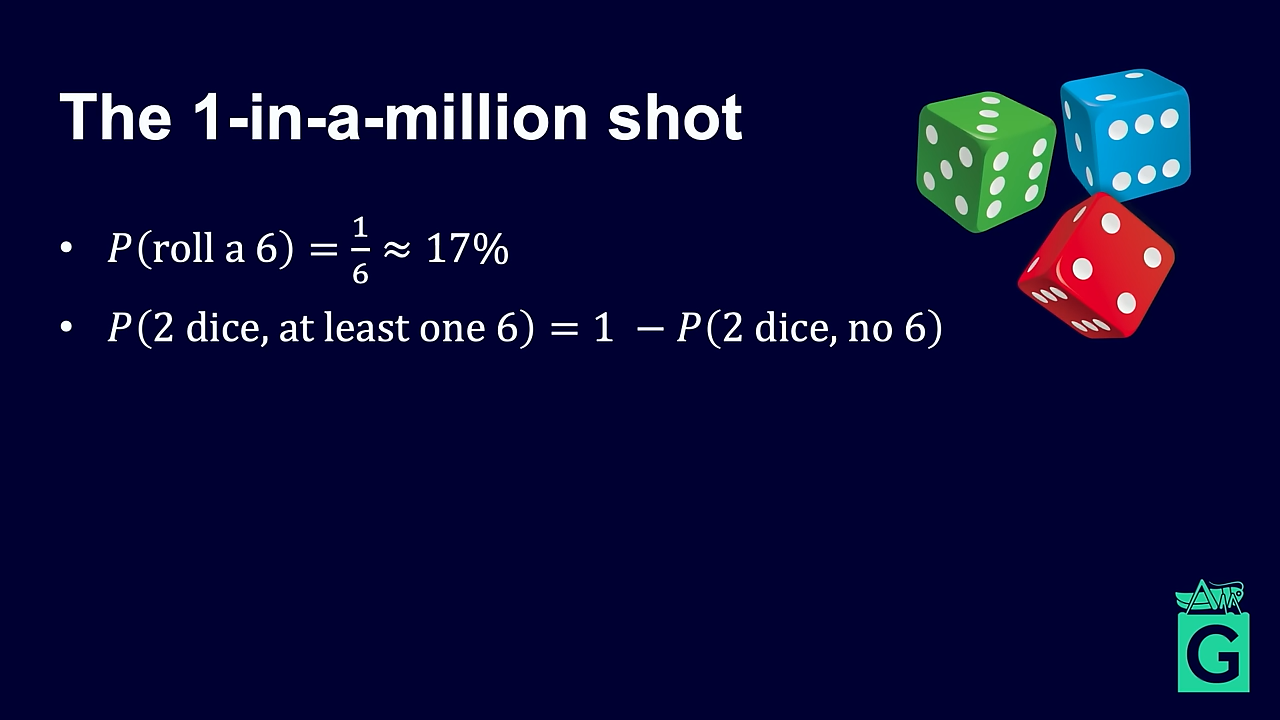 The 1-in-a-million shot
• P(roll a 6) = 1/6 ≈ 17%
• P(2 dice, at least one 6) = 1 − P(2 dice, no 6)
G